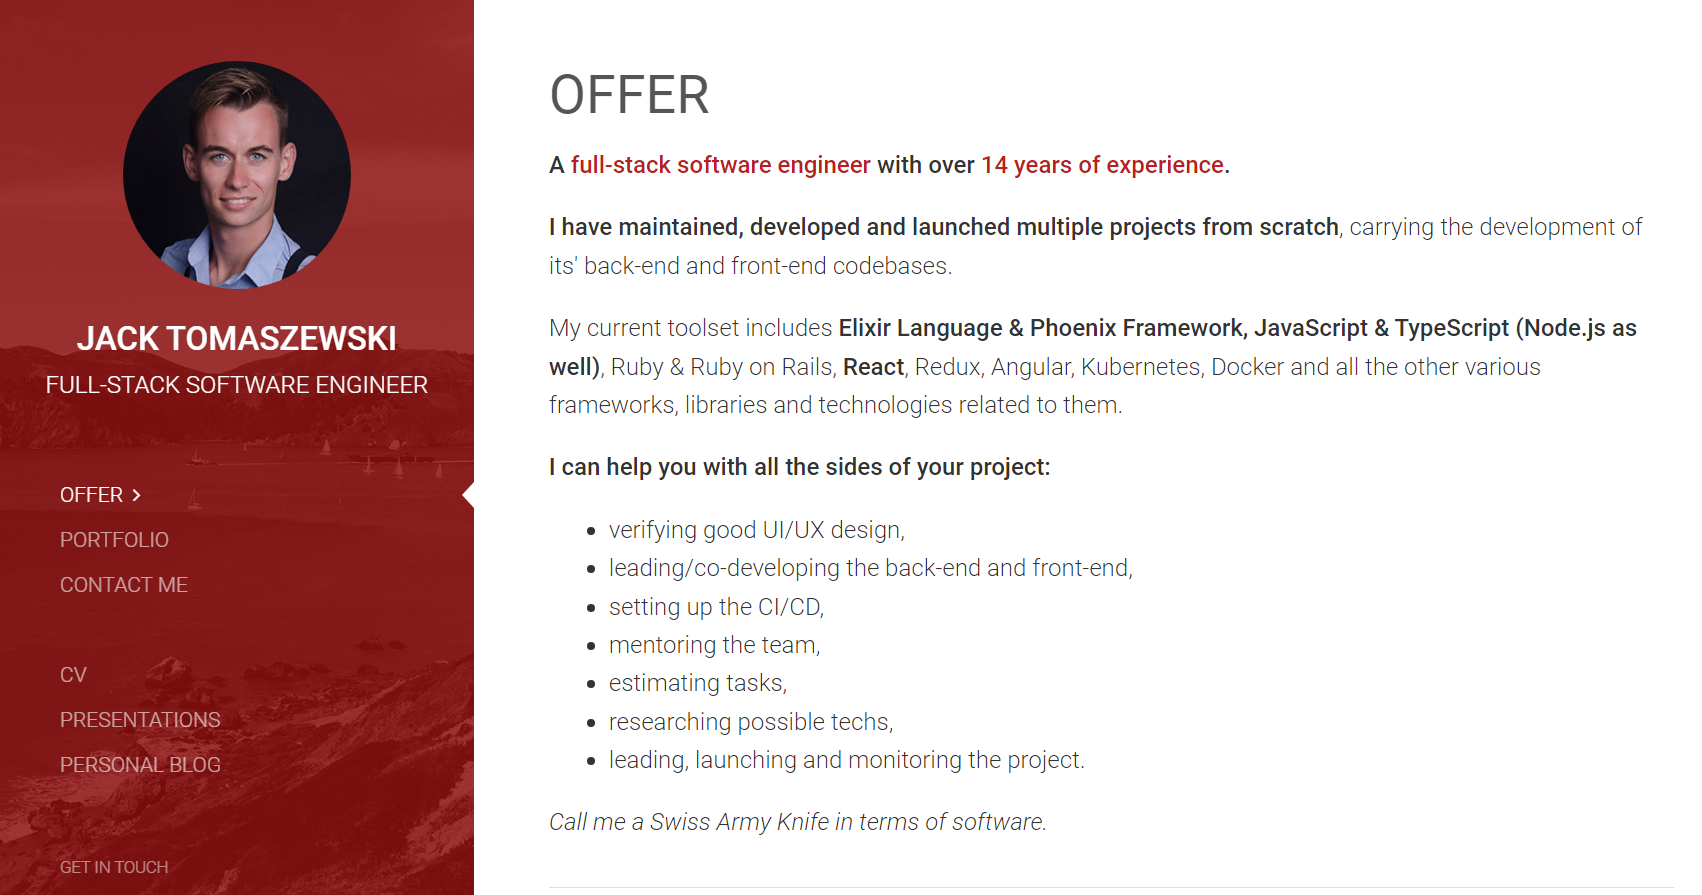 JACK TOMASZEWSKI
FULL-STACK SOFTWARE ENGINEER
OFFER
PORTFOLIO
CONTACT ME
CV
PRESENTATIONS
PERSONAL BLOG
GET IN TOUCH
OFFER
A full-stack software engineer with over 14 years of experience.
I have maintained, developed and launched multiple projects from scratch, carrying the development of
its' back-end and front-end codebases.
My current toolset includes Elixir Language & Phoenix Framework, JavaScript & TypeScript (Node.js as
well), Ruby & Ruby on Rails, React, Redux, Angular, Kubernetes, Docker and all the other various
frameworks, libraries and technologies related to them.
I can help you with all the sides of your project:
• verifying good UI/UX design,
• leading/co-developing the back-end and front-end,
• setting up the CI/CD,
• mentoring the team,
• estimating tasks,
• researching possible techs,
• leading, launching and monitoring the project.
Call me a Swiss Army Knife in terms of software.